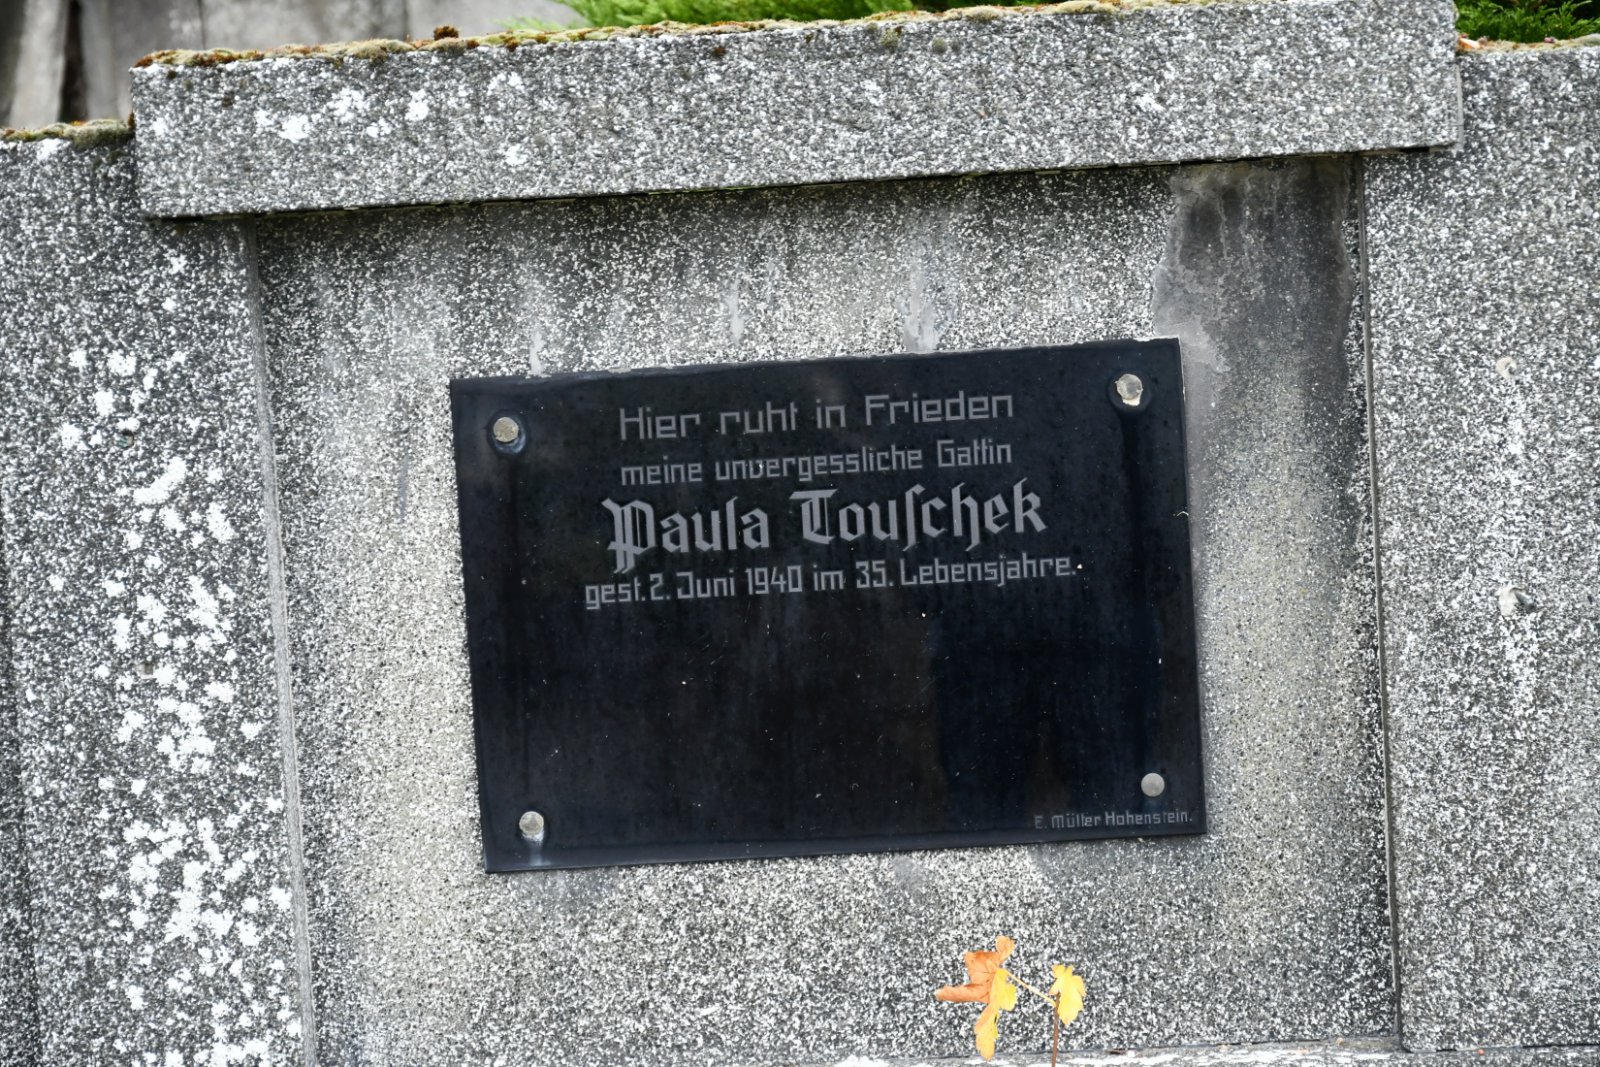 Hier ruht in Frieden
meine unvergessliche Gattin
Paula Touſchek
gest. 2. Juni 1940 im 35. Lebensjahre.
E. Müller Hohenstein.